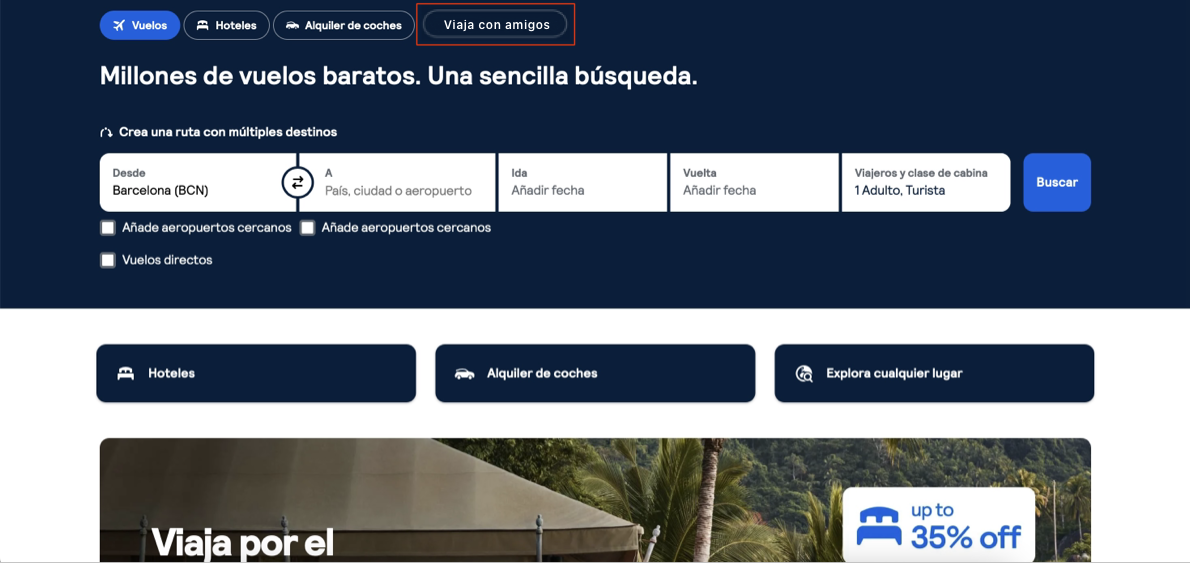 Vuelos
Hoteles
Alquiler de coches
Viaja con amigos
Millones de vuelos baratos. Una sencilla búsqueda.
Crea una ruta con múltiples destinos
Desde
Barcelona (BCN)
A
País, ciudad o aeropuerto
Ida
Añadir fecha
Vuelta
Añadir fecha
Viajeros y clase de cabina
1 Adulto, Turista
Buscar
Añade aeropuertos cercanos
Añade aeropuertos cercanos
Vuelos directos
Hoteles
Alquiler de coches
Explora cualquier lugar
Viaja por el
up to
35% off